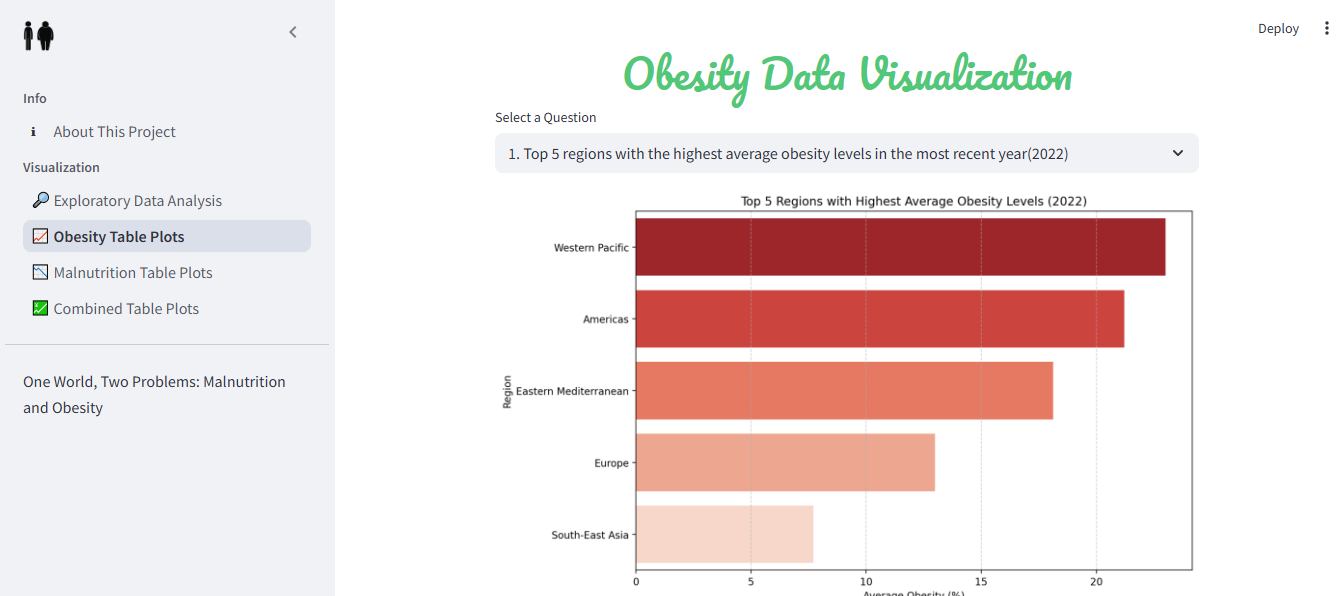 Deploy
Info
About This Project
Visualization
Exploratory Data Analysis
Obesity Table Plots
Malnutrition Table Plots
Combined Table Plots
One World, Two Problems: Malnutrition
and Obesity
Obesity Data Visualization
Select a Question
1. Top 5 regions with the highest average obesity levels in the most recent year(2022)
Top 5 Regions with Highest Average Obesity Levels (2022)
Region
Western Pacific
Americas
Eastern Mediterranean
Europe
South-East Asia
0 5 10 15 20
Average Obesity (%)